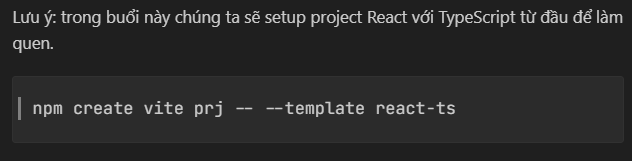 Lưu ý: trong buổi này chúng ta sẽ setup project React với TypeScript từ đầu để làm
quen.
npm create vite prj -- --template react-ts